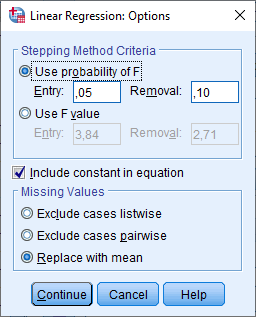 Linear Regression: Options
Stepping Method Criteria
Use probability of F
Entry: ,05 Removal: ,10
Use F value
Entry: 3,84 Removal: 2,71
Include constant in equation
Missing Values
Exclude cases listwise
Exclude cases pairwise
Replace with mean
Continue Cancel Help